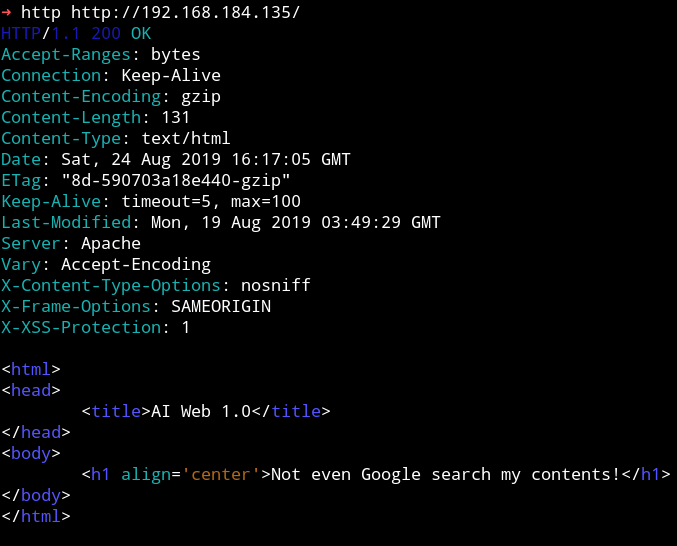 → http http://192.168.184.135/
HTTP/1.1 200 OK
Accept-Ranges: bytes
Connection: Keep-Alive
Content-Encoding: gzip
Content-Length: 131
Content-Type: text/html
Date: Sat, 24 Aug 2019 16:17:05 GMT
ETag: "8d-590703a18e440-gzip"
Keep-Alive: timeout=5, max=100
Last-Modified: Mon, 19 Aug 2019 03:49:29 GMT
Server: Apache
Vary: Accept-Encoding
X-Content-Type-Options: nosniff
X-Frame-Options: SAMEORIGIN
X-XSS-Protection: 1
<html>
<head>
<title>AI Web 1.0</title>
</head>
<body>
<h1 align='center'>Not even Google search my contents!</h1>
</body>
</html>